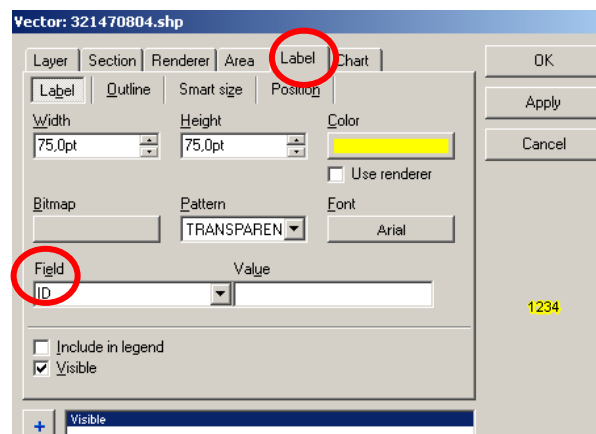 Vector: 321470804.shp
Layer Section Renderer Area Label Chart OK
Label Outline Smart size Position Apply
Width Height Color Cancel
75,0pt 75,0pt
Use renderer
Bitmap Pattern Font
TRANSPAREN Arial
Field Value
ID
1234
Include in legend
Visible
+ Visible